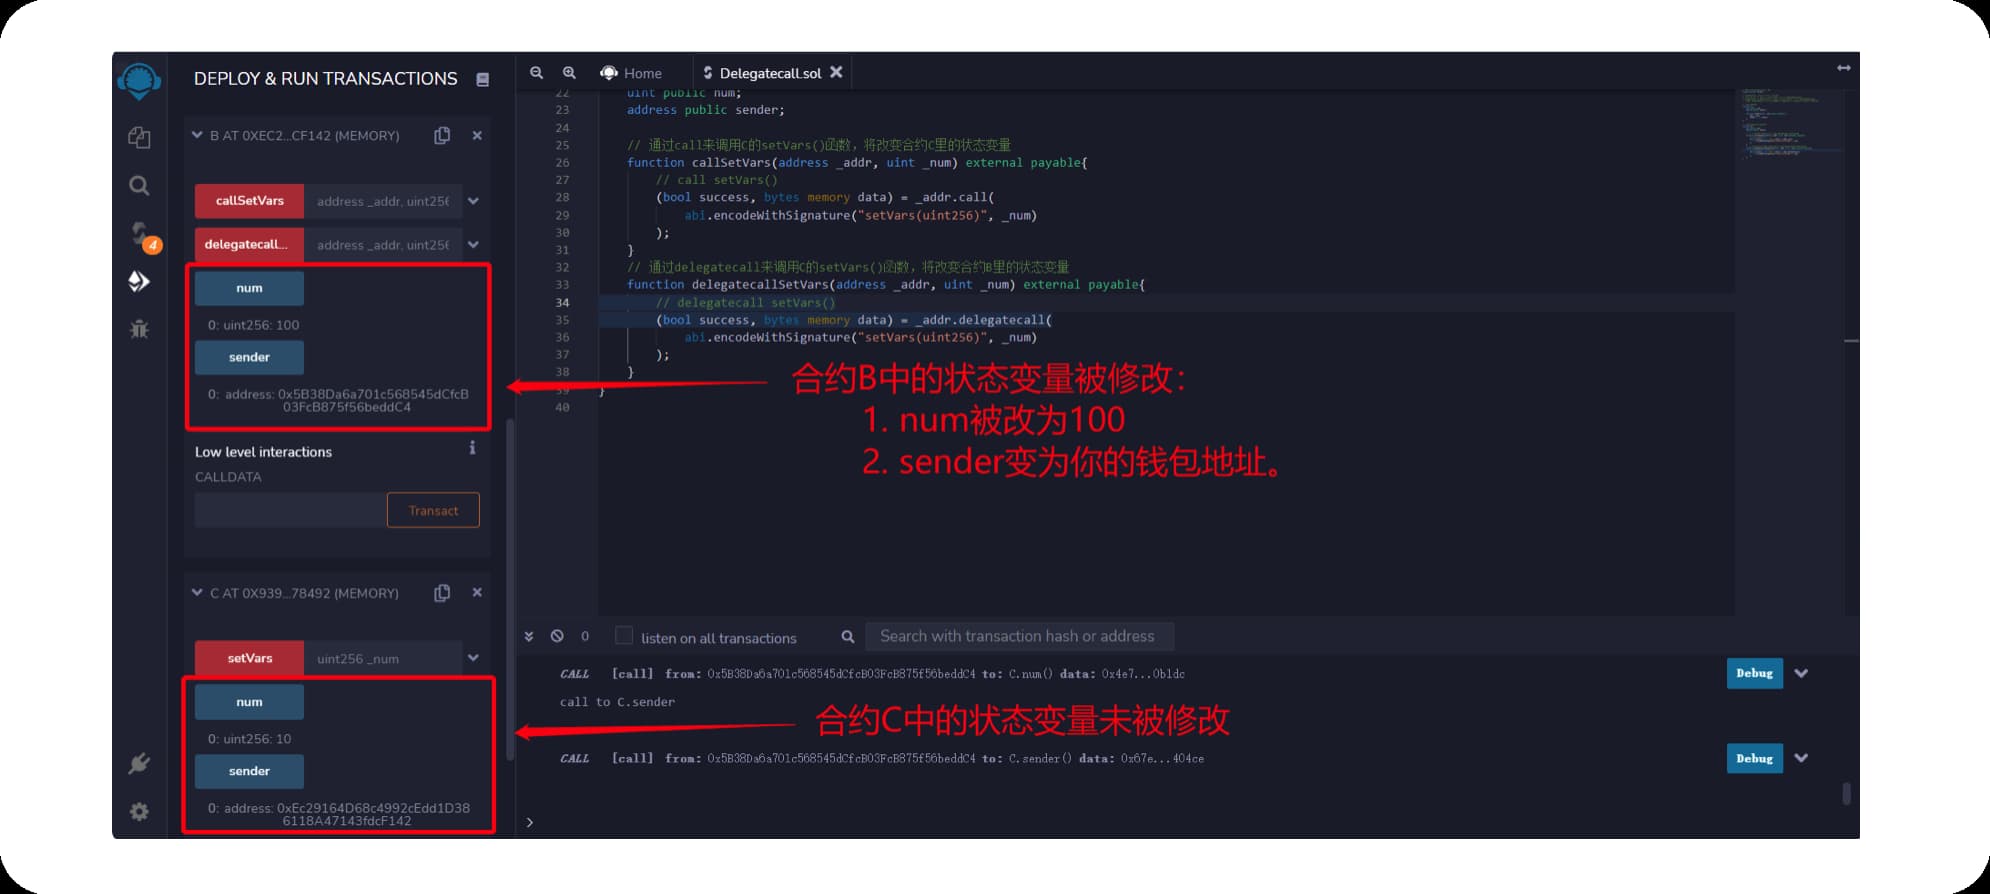 DEPLOY & RUN TRANSACTIONS
B AT 0XEC2...CF142 (MEMORY)
callSetVars
address _addr, uint256
delegatecall...
address _addr, uint256
num
0: uint256: 100
sender
0: address: 0x5B38Da6a701c568545dCfcB
03FcB875f56beddC4
Low level interactions
CALLDATA
Transact
C AT 0X939...78492 (MEMORY)
setVars
uint256 _num
num
0: uint256: 10
sender
0: address: 0xEc29164D68c4992cEdd1D38
6118A47143fdcF142
4
Home
Delegatecall.sol
22 uint public num;
23 address public sender;
24
25 // 通过call来调用C的setVars()函数，将改变合约C里的状态变量
26 function callSetVars(address _addr, uint _num) external payable{
27 // call setVars()
28 (bool success, bytes memory data) = _addr.call(
29 abi.encodeWithSignature("setVars(uint256)", _num)
30 );
31 }
32 // 通过delegatecall来调用C的setVars()函数，将改变合约B里的状态变量
33 function delegatecallSetVars(address _addr, uint _num) external payable{
34 // delegatecall setVars()
35 (bool success, bytes memory data) = _addr.delegatecall(
36 abi.encodeWithSignature("setVars(uint256)", _num)
37 );
38 }
39 }
40
合约B中的状态变量被修改：
1. num被改为100
2. sender变为你的钱包地址。
0
listen on all transactions
Search with transaction hash or address
CALL [call] from: 0x5B38Da6a701c568545dCfcB03FcB875f56beddC4 to: C.num() data: 0x4e7...0b1dc
Debug
call to C.sender
合约C中的状态变量未被修改
CALL [call] from: 0x5B38Da6a701c568545dCfcB03FcB875f56beddC4 to: C.sender() data: 0x67e...404ce
Debug
>